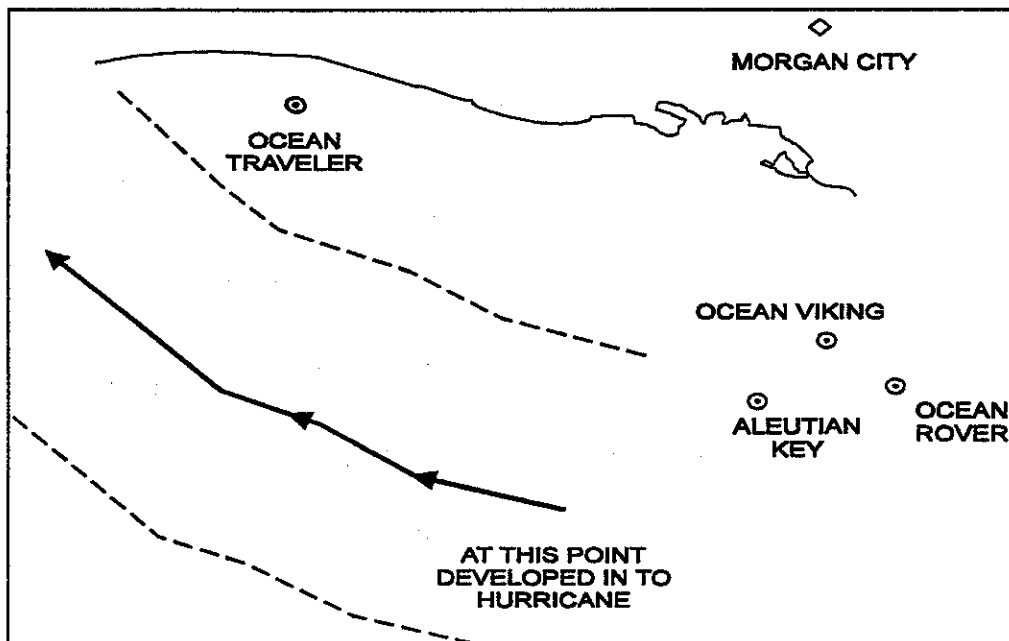 MORGAN CITY
OCEAN
TRAVELER
OCEAN VIKING
ALEUTIAN
KEY
OCEAN
ROVER
AT THIS POINT
DEVELOPED IN TO
HURRICANE